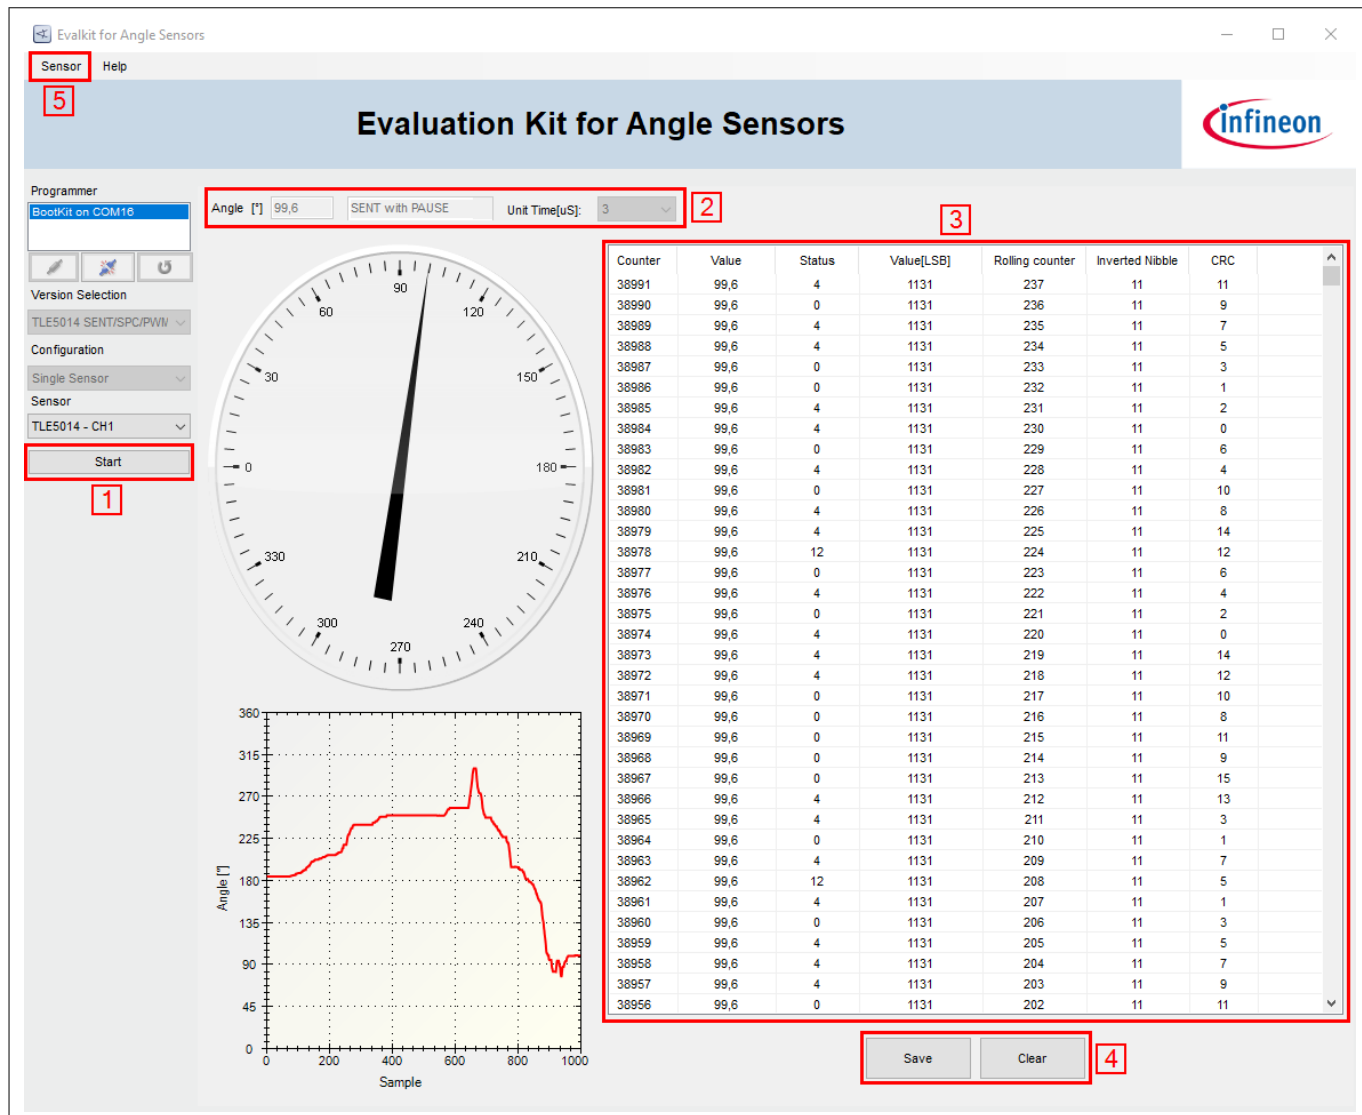 Evalkit for Angle Sensors
Sensor Help
5
Evaluation Kit for Angle Sensors
infineon
Programmer
BootKit on COM16
Version Selection
TLE5014 SENT/SPC/PWM
Configuration
Single Sensor
Sensor
TLE5014 - CH1
Start
1
Angle [°] 99,6 SENT with PAUSE Unit Time[uS]: 3
2
0
30
60
90
120
150
180
210
240
270
300
330
3
Counter Value Status Value[LSB] Rolling counter Inverted Nibble CRC
38991 99,6 4 1131 237 11 11
38990 99,6 0 1131 236 11 9
38989 99,6 4 1131 235 11 7
38988 99,6 4 1131 234 11 5
38987 99,6 0 1131 233 11 3
38986 99,6 0 1131 232 11 1
38985 99,6 4 1131 231 11 2
38984 99,6 4 1131 230 11 0
38983 99,6 0 1131 229 11 6
38982 99,6 4 1131 228 11 4
38981 99,6 0 1131 227 11 10
38980 99,6 4 1131 226 11 8
38979 99,6 4 1131 225 11 14
38978 99,6 12 1131 224 11 12
38977 99,6 0 1131 223 11 6
38976 99,6 4 1131 222 11 4
38975 99,6 0 1131 221 11 2
38974 99,6 4 1131 220 11 0
38973 99,6 4 1131 219 11 14
38972 99,6 4 1131 218 11 12
38971 99,6 0 1131 217 11 10
38970 99,6 0 1131 216 11 8
38969 99,6 0 1131 215 11 11
38968 99,6 0 1131 214 11 9
38967 99,6 0 1131 213 11 15
38966 99,6 4 1131 212 11 13
38965 99,6 4 1131 211 11 3
38964 99,6 0 1131 210 11 1
38963 99,6 4 1131 209 11 7
38962 99,6 12 1131 208 11 5
38961 99,6 4 1131 207 11 1
38960 99,6 0 1131 206 11 3
38959 99,6 4 1131 205 11 5
38958 99,6 4 1131 204 11 7
38957 99,6 4 1131 203 11 9
38956 99,6 0 1131 202 11 11
Angle [°]
360
315
270
225
180
135
90
45
0
0 200 400 600 800 1000
Sample
Save Clear
4